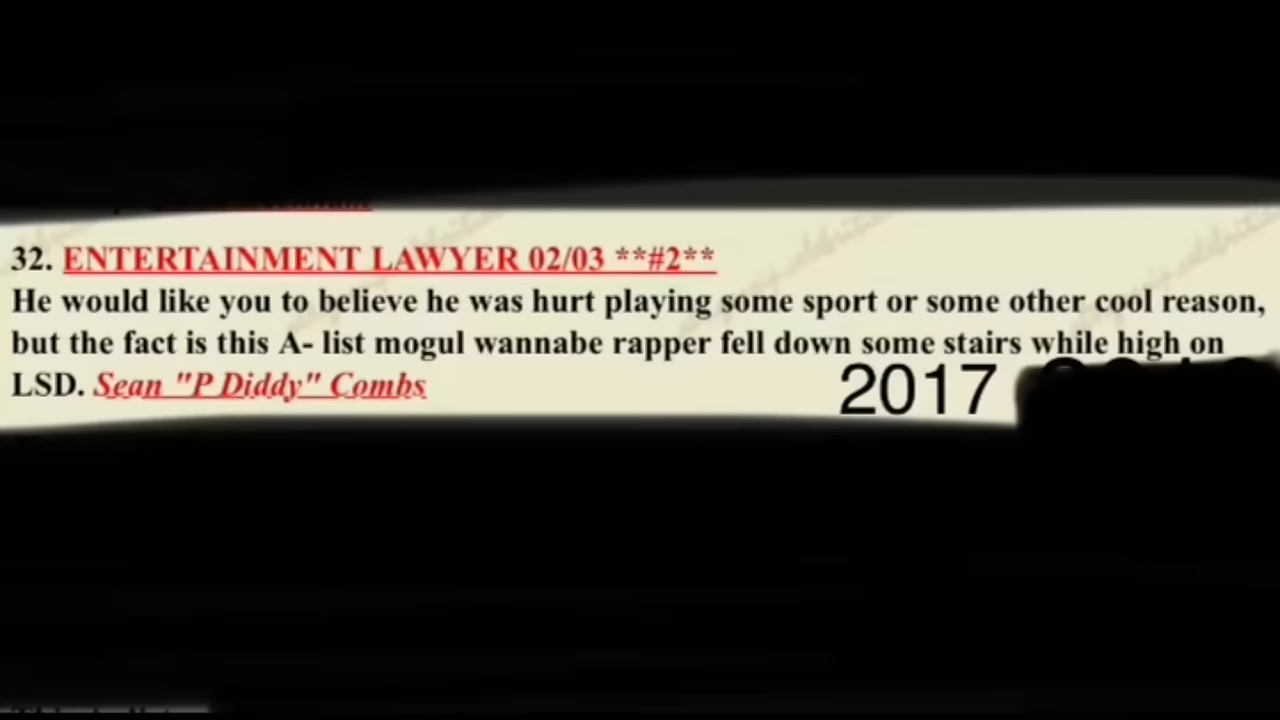 32. ENTERTAINMENT LAWYER 02/03 **#2**
He would like you to believe he was hurt playing some sport or some other cool reason,
but the fact is this A- list mogul wannabe rapper fell down some stairs while high on
LSD. Sean "P Diddy" Combs
2017